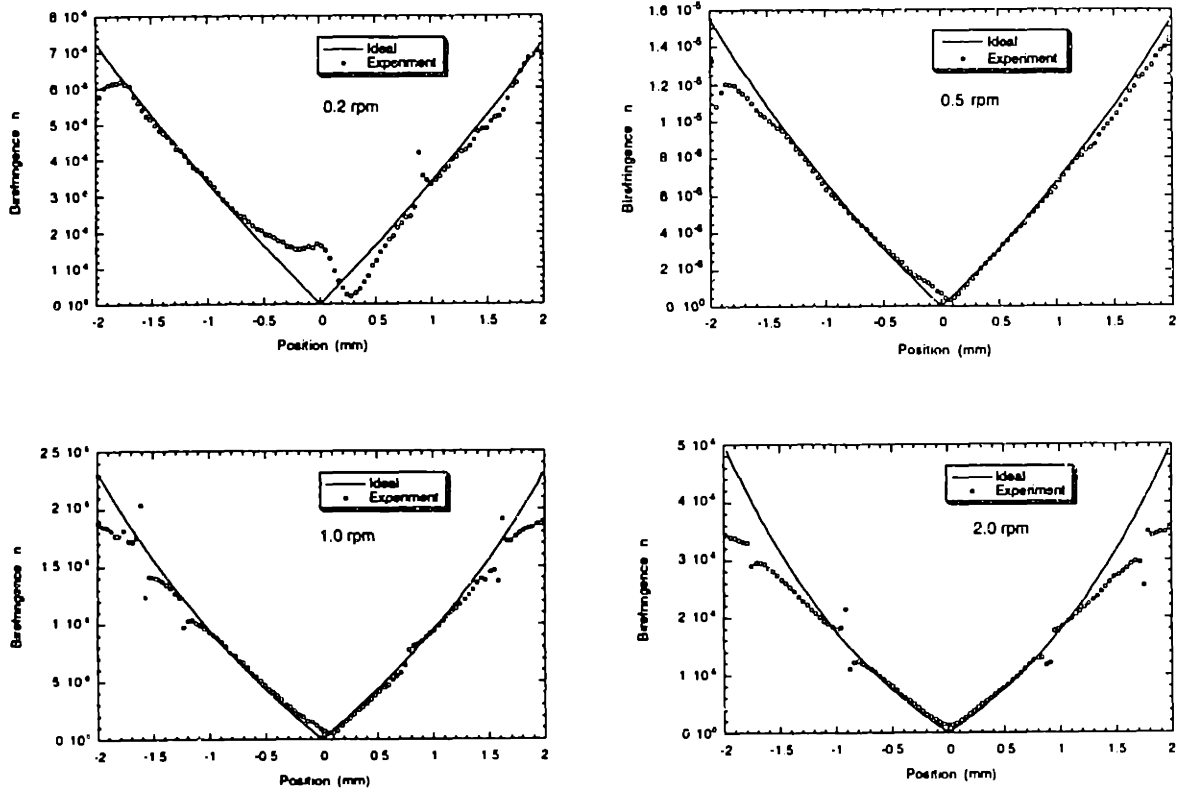 8 10⁻⁶
7 10⁻⁶
6 10⁻⁶
5 10⁻⁶
4 10⁻⁶
3 10⁻⁶
2 10⁻⁶
1 10⁻⁶
0 10⁰
Birefringence n
Ideal
Experiment
0.2 rpm
-2 -1 5 -1 -0.5 0 0 5 1 1.5 2
Position (mm)
1.6 10⁻⁵
1.4 10⁻⁵
1.2 10⁻⁵
1 10⁻⁵
8 10⁻⁶
6 10⁻⁶
4 10⁻⁶
2 10⁻⁶
0 10⁰
Birefringence n
Ideal
Experiment
0.5 rpm
-2 -1.5 -1 -0.5 0 0.5 1 1.5 2
Position (mm)
2 5 10⁻⁵
2 10⁻⁵
1 5 10⁻⁵
1 10⁻⁵
5 10⁻⁶
0 10⁰
Birefringence n
Ideal
Experiment
1.0 rpm
-2 -1 5 -1 -0.5 0 0 5 1 1.5 2
Position (mm)
5 10⁻⁵
4 10⁻⁵
3 10⁻⁵
2 10⁻⁵
1 10⁻⁵
0 10⁰
Birefringence n
Ideal
Experiment
2.0 rpm
-2 -1.5 -1 -0 5 0 0 5 1 1.5 2
Position (mm)